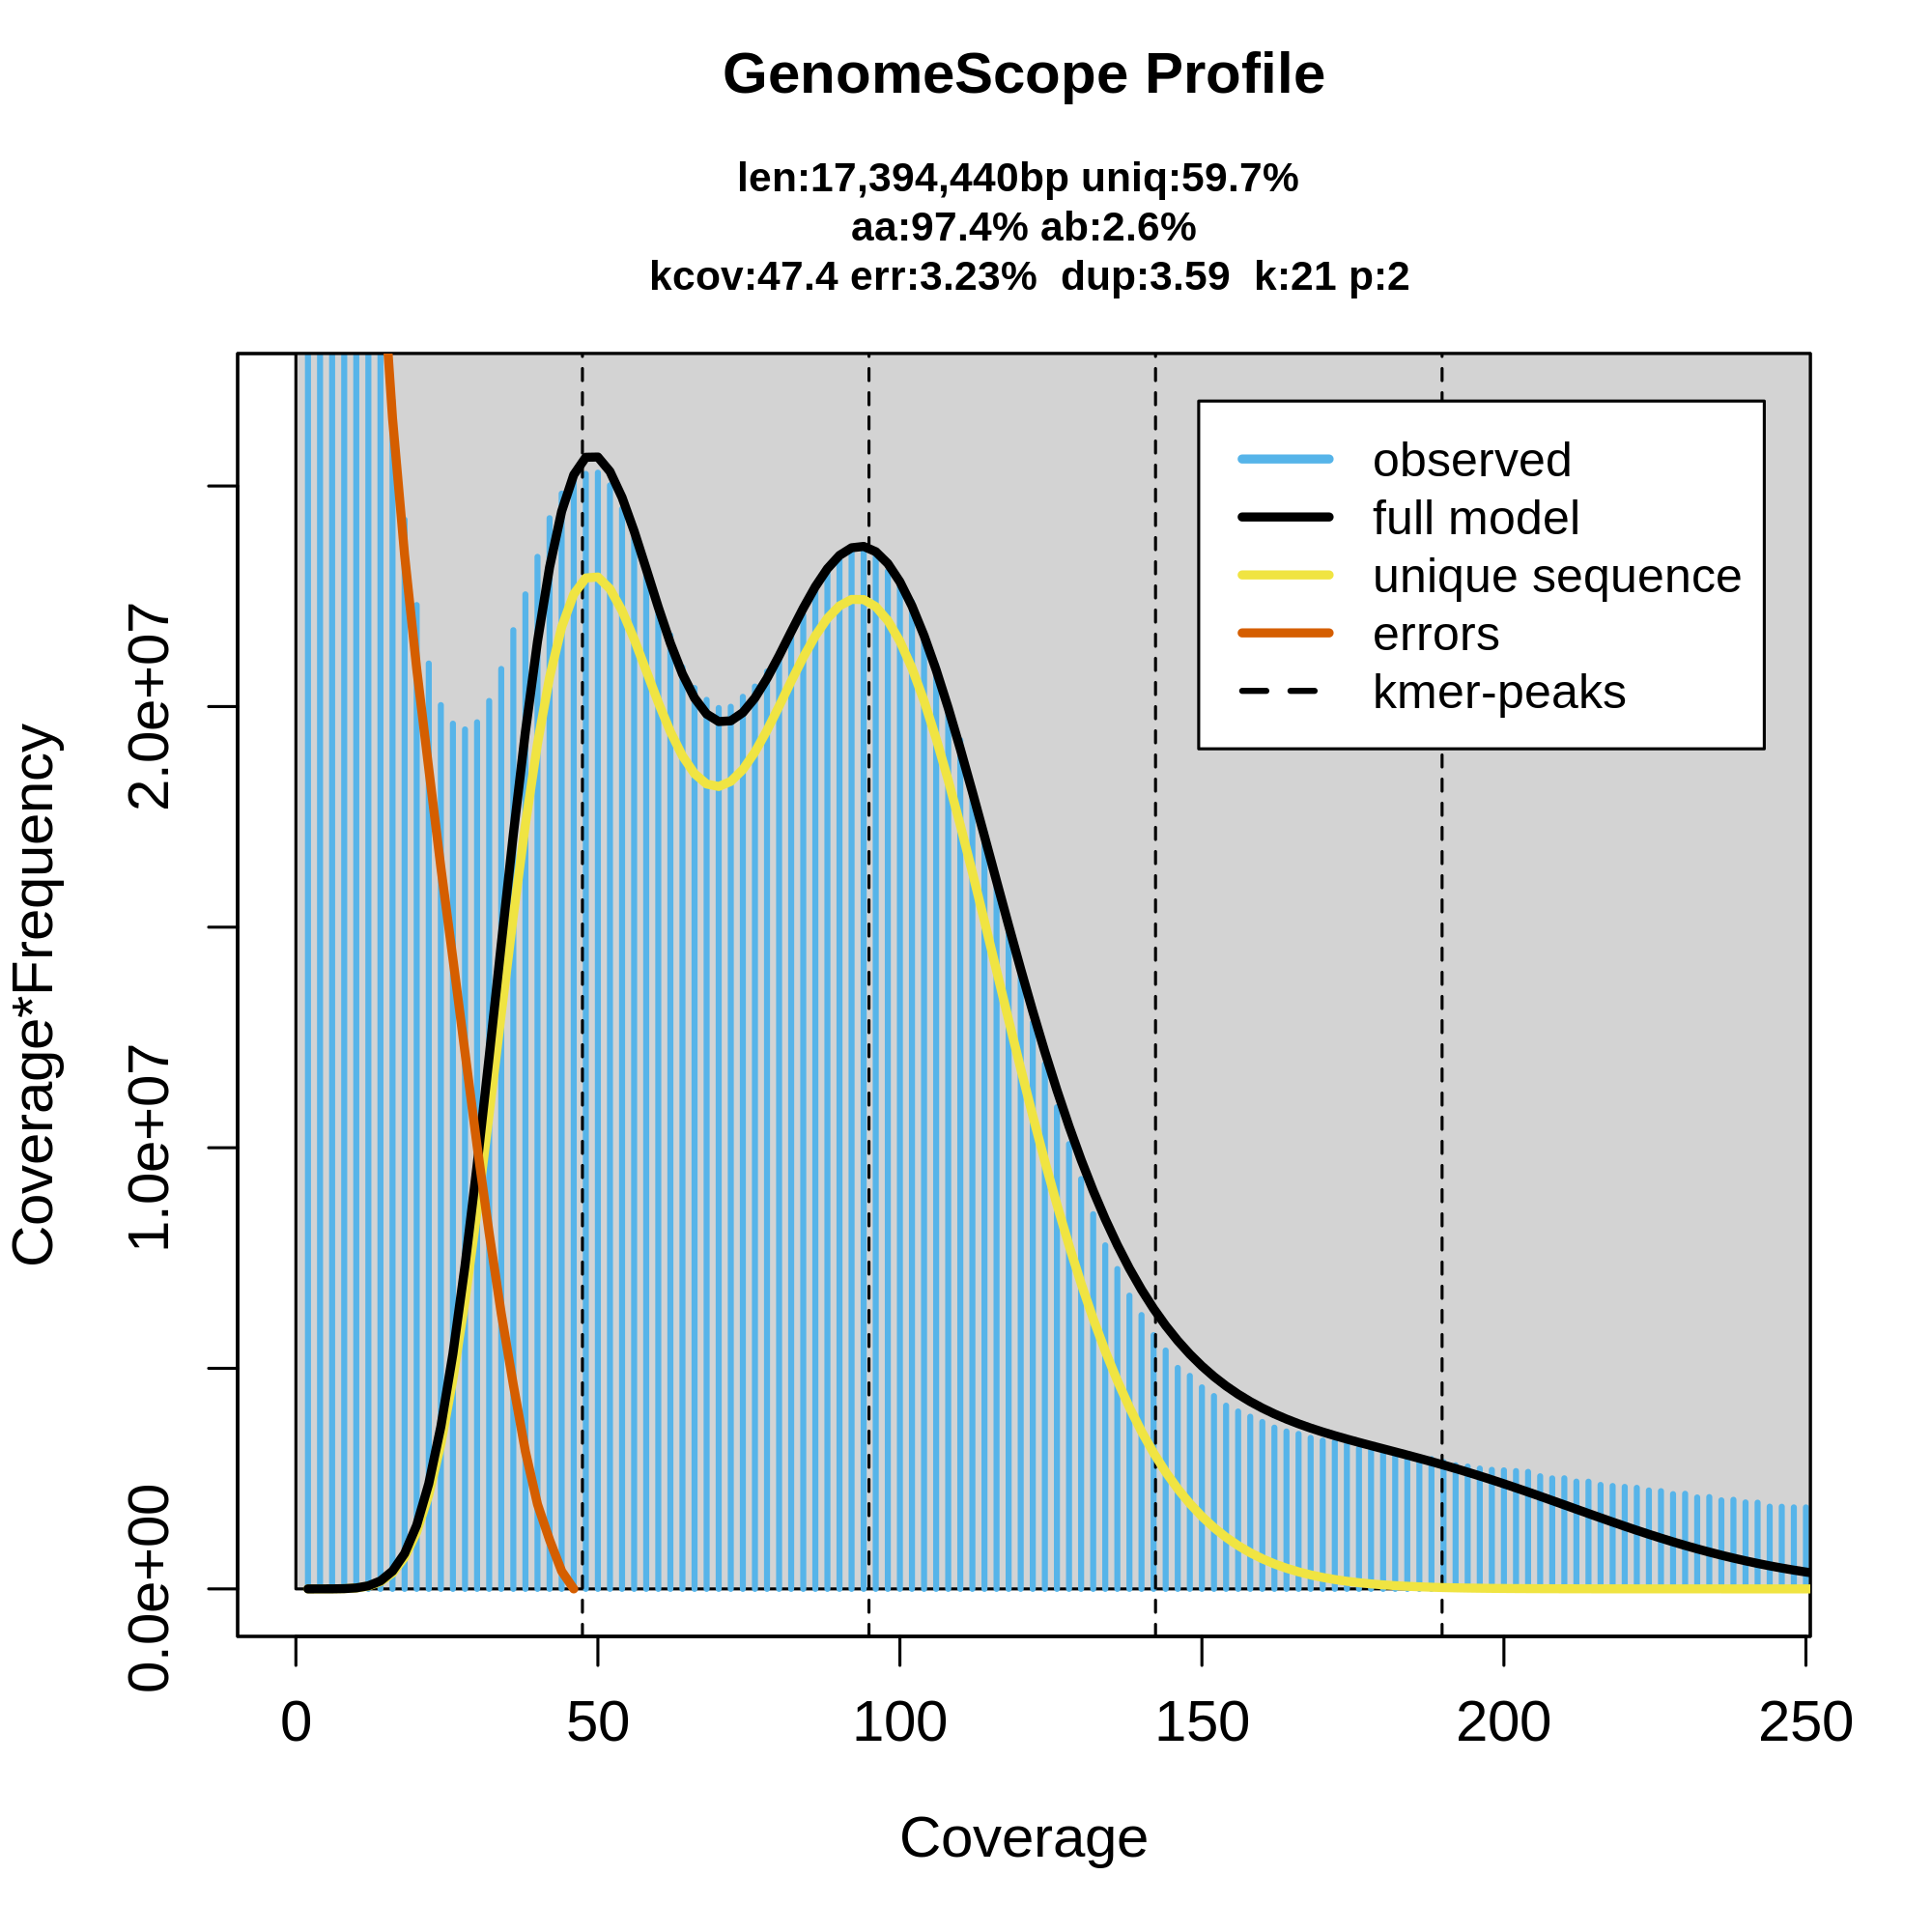 GenomeScope Profile
len:17,394,440bp uniq:59.7%
aa:97.4% ab:2.6%
kcov:47.4 err:3.23%  dup:3.59  k:21 p:2
observed
full model
unique sequence
errors
kmer-peaks
Coverage*Frequency
2.0e+07
1.0e+07
0.0e+00
0 50 100 150 200 250
Coverage